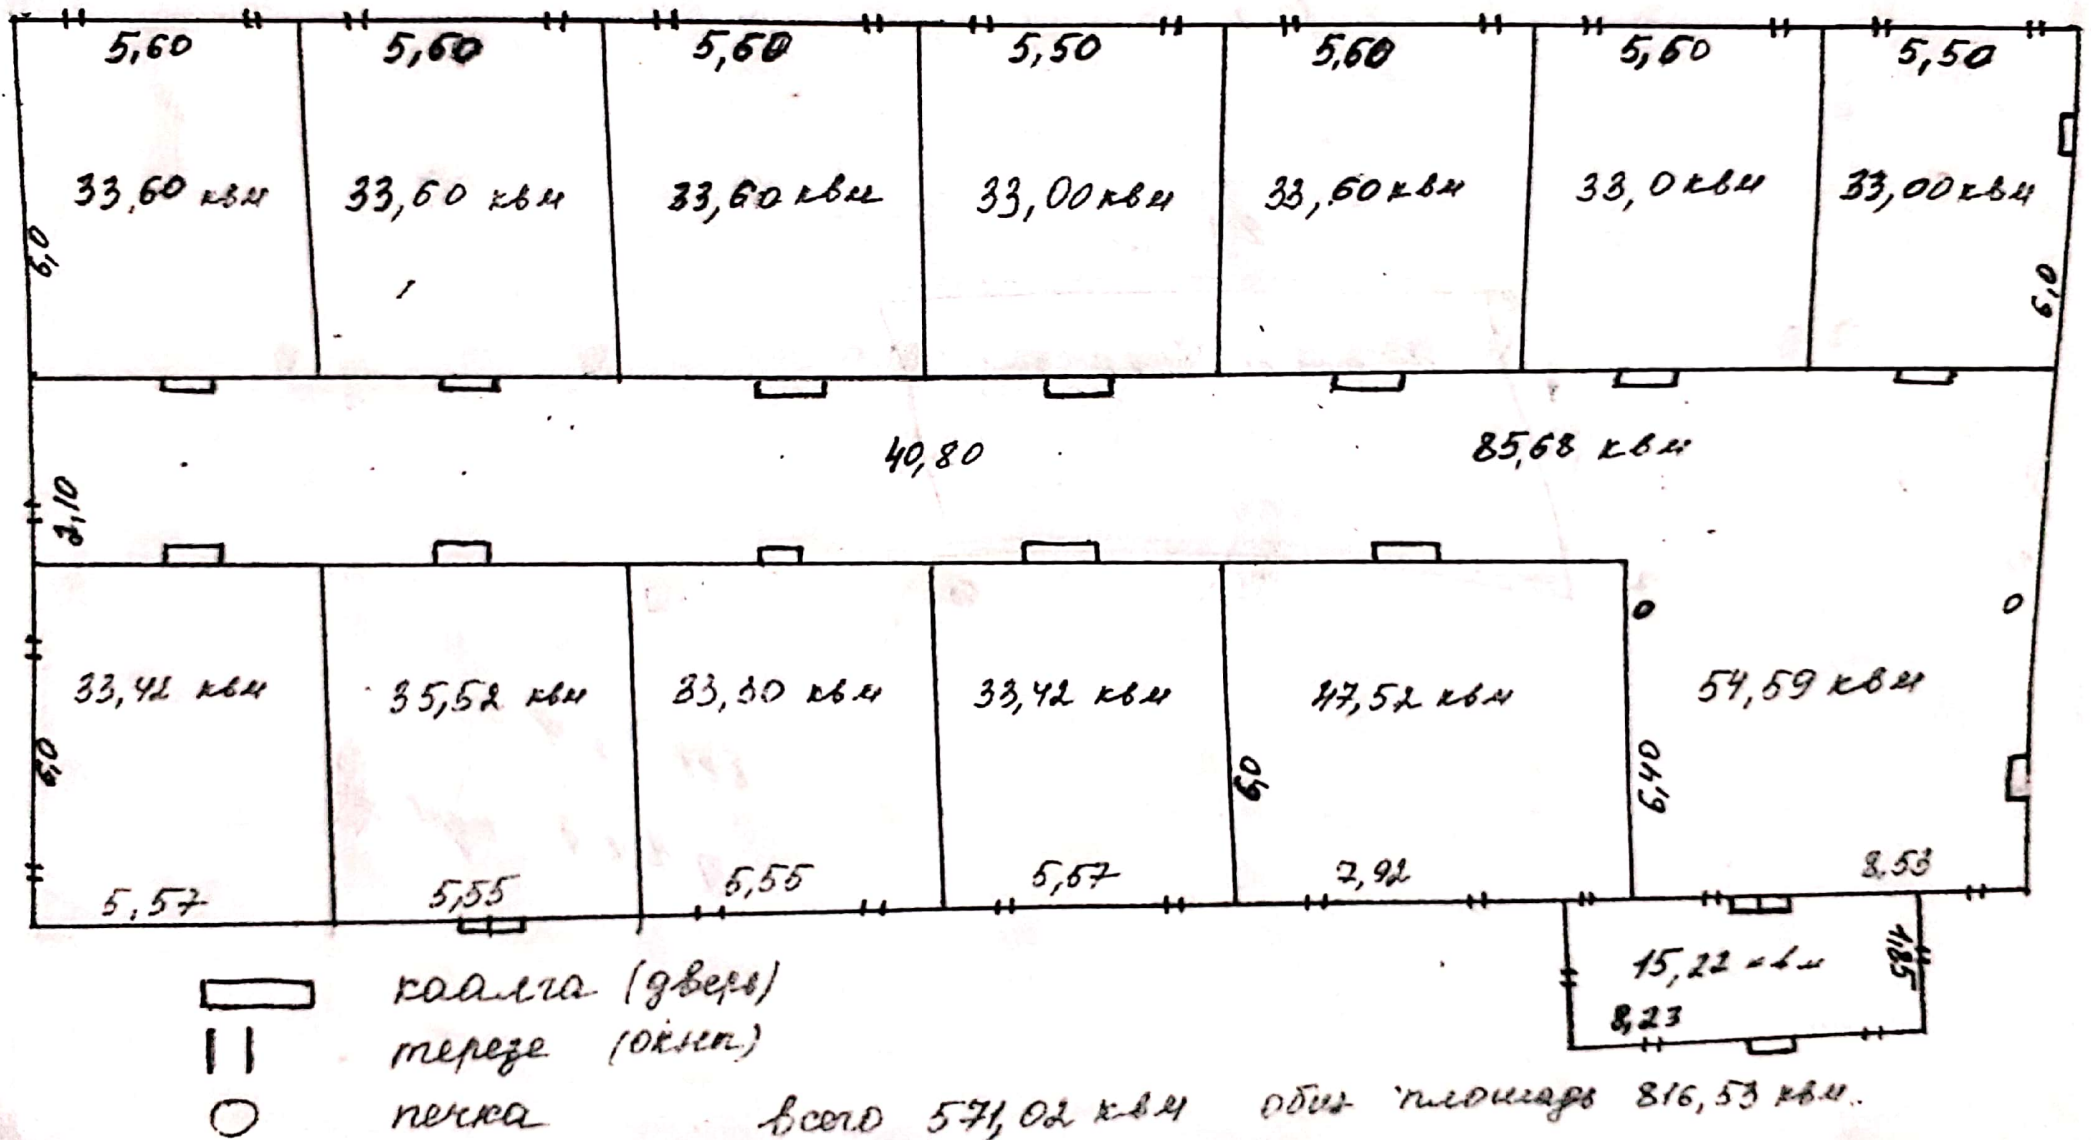 5,60 5,60 5,60 5,50 5,60 5,50 5,50
33,60 квм 33,60 квм 33,60 квм 33,00 квм 33,60 квм 33,0 квм 33,00 квм
6,0 6,0
40,80 85,68 квм
2,10
33,42 квм 35,52 квм 33,30 квм 33,42 квм 47,52 квм 54,59 квм
6,0 6,0 6,40
5,57 5,55 5,55 5,57 7,92 8,53
15,22 квм 1,85
8,23
каалга (дверь)
терезе (окно)
печка
всего 571,02 квм общ площадь 816,53 квм.